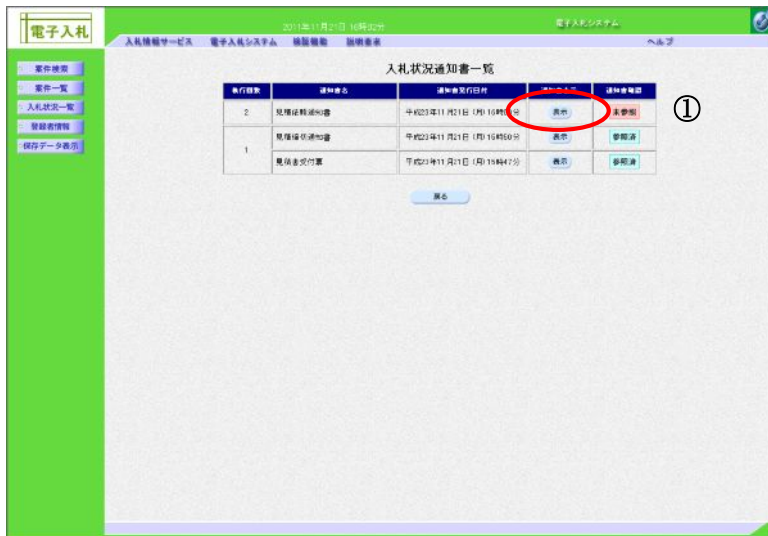 電子入札
2011年11月21日 16時02分
電子入札システム
入札情報サービス 電子入札システム 検証機能 説明要求 ヘルプ
案件検索
案件一覧
入札状況一覧
登録者情報
保存データ表示
入札状況通知書一覧
執行回数 通知書名 通知書発行日付 通知書表示 通知書確認
2 見積依頼通知書 平成23年11月21日 (月) 16時 分 表示 未参照
①
1 見積 通知書 平成23年11月21日 (月) 15時50分 表示 参照済
見積書受付票 平成23年11月21日 (月) 15時47分 表示 参照済
戻る